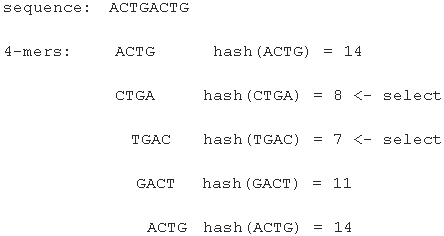 sequence: ACTGACTG
4-mers: ACTG hash(ACTG) = 14
CTGA hash(CTGA) = 8 <- select
TGAC hash(TGAC) = 7 <- select
GACT hash(GACT) = 11
ACTG hash(ACTG) = 14